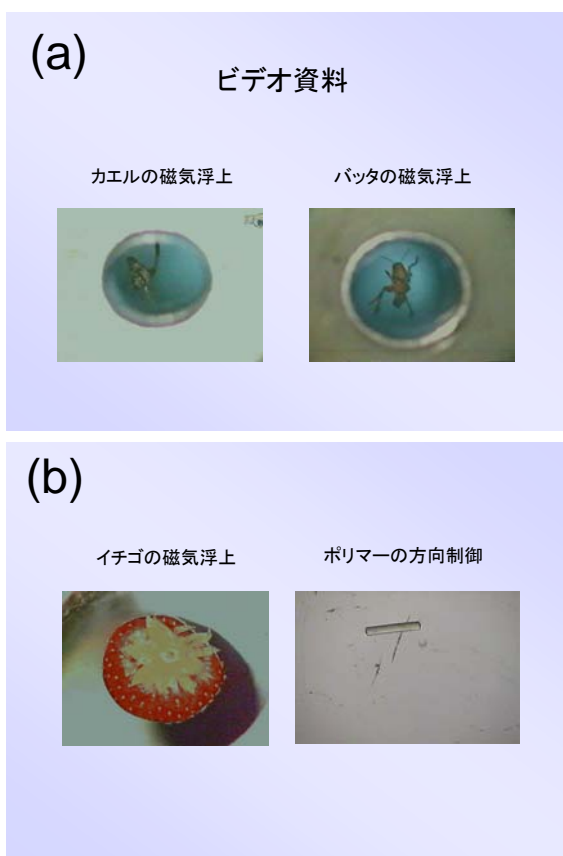 (a)
ビデオ資料
カエルの磁気浮上
バッタの磁気浮上
(b)
イチゴの磁気浮上
ポリマーの方向制御